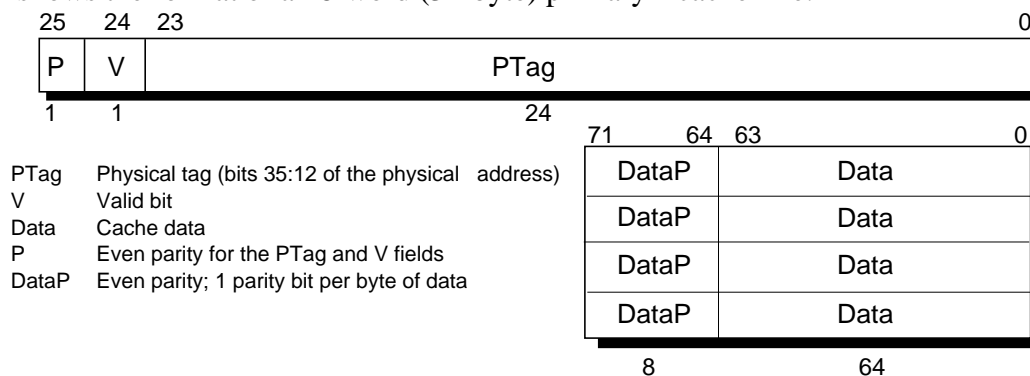 25 24 23 0
P V PTag
1 1 24
71 64 63 0
PTag Physical tag (bits 35:12 of the physical address)
V Valid bit
Data Cache data
P Even parity for the PTag and V fields
DataP Even parity; 1 parity bit per byte of data
DataP Data
DataP Data
DataP Data
DataP Data
8 64